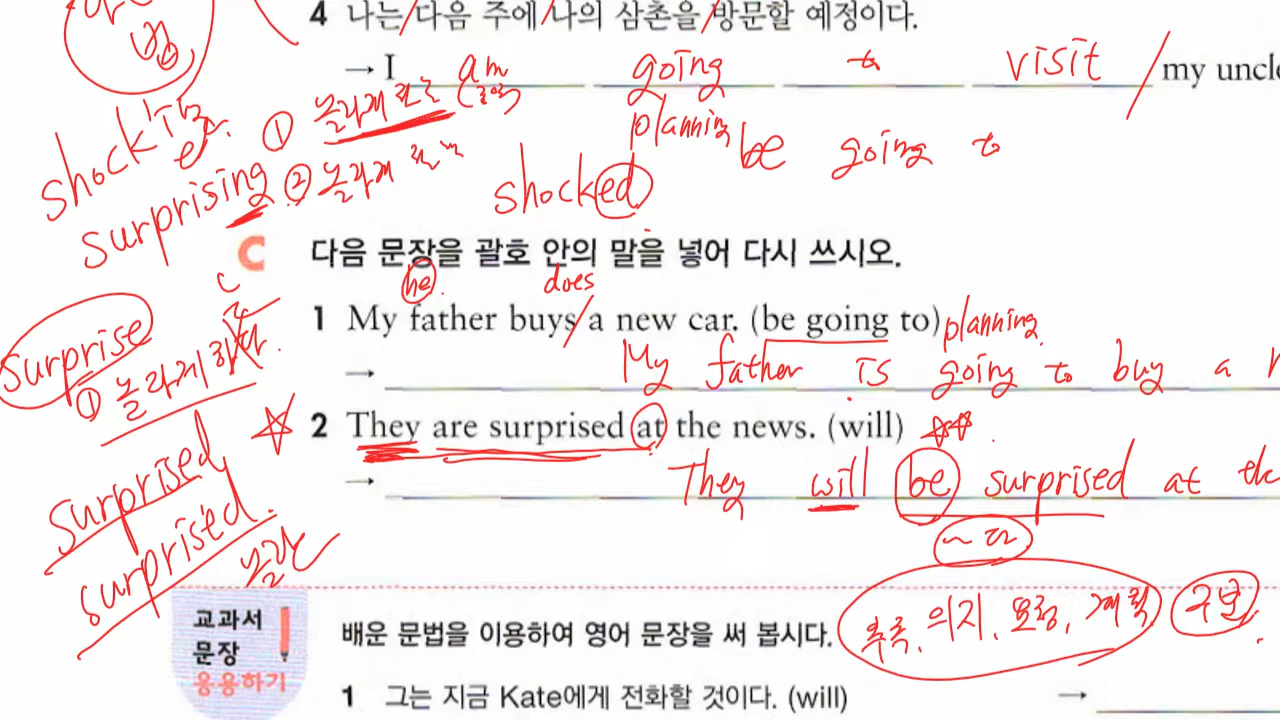 법
4 나는/다음 주에/나의 삼촌을/방문할 예정이다.
→ I am going to visit / my uncle
planning be going to
shock ing
ed
① 놀라게
surprising ② 놀라게
shocked
C 다음 문장을 괄호 안의 말을 넣어 다시 쓰시오.
he does
1 My father buys/a new car. (be going to) planning
→ My father is going to buy a
surprise
① 놀라게 하다.
2 They are surprised at the news. (will)
→ They will be surprised at the
surprised
surprised.
놀란
교과서
문장
응용하기
배운 문법을 이용하여 영어 문장을 써 봅시다.
추측, 의지, 요청, 계획 구분.
1 그는 지금 Kate에게 전화할 것이다. (will) →